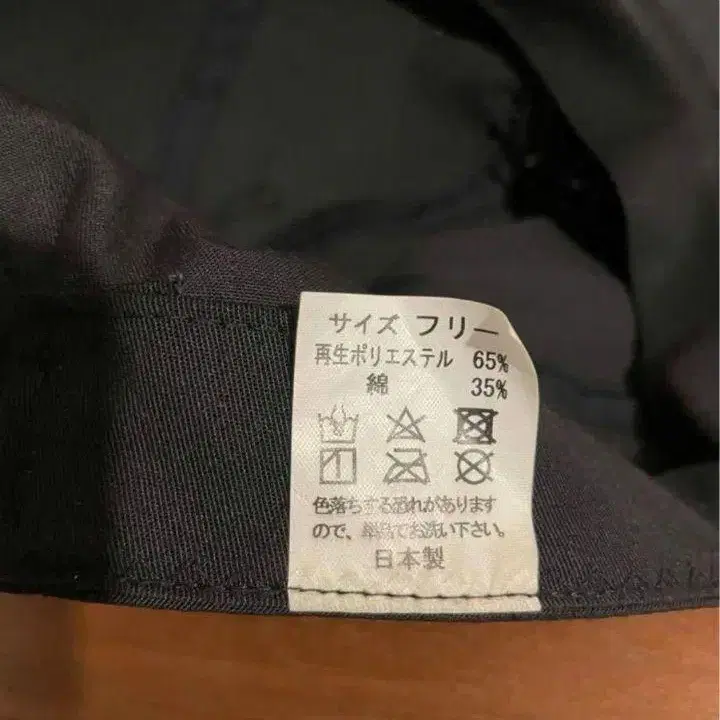 サイズ フリー
再生ポリエステル 65%
綿 35%
色落ちする恐れがあります
ので、単品でお洗い下さい。
日本製